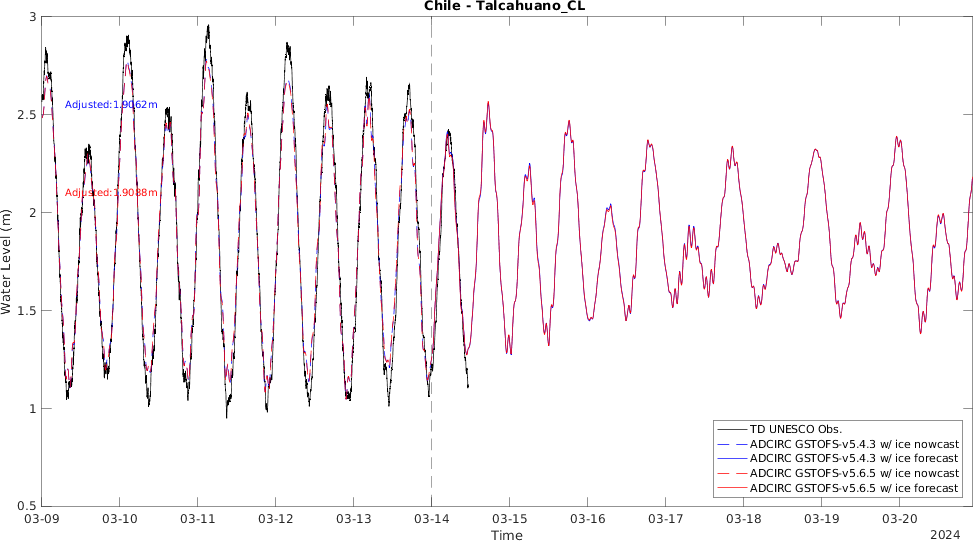 Chile - Talcahuano_CL
3
2.5
2
1.5
1
0.5
Water Level (m)
Adjusted:1.9062m
Adjusted:1.9088m
TD UNESCO Obs.
ADCIRC GSTOFS-v5.4.3 w/ ice nowcast
ADCIRC GSTOFS-v5.4.3 w/ ice forecast
ADCIRC GSTOFS-v5.6.5 w/ ice nowcast
ADCIRC GSTOFS-v5.6.5 w/ ice forecast
03-09 03-10 03-11 03-12 03-13 03-14 03-15 03-16 03-17 03-18 03-19 03-20
Time
2024